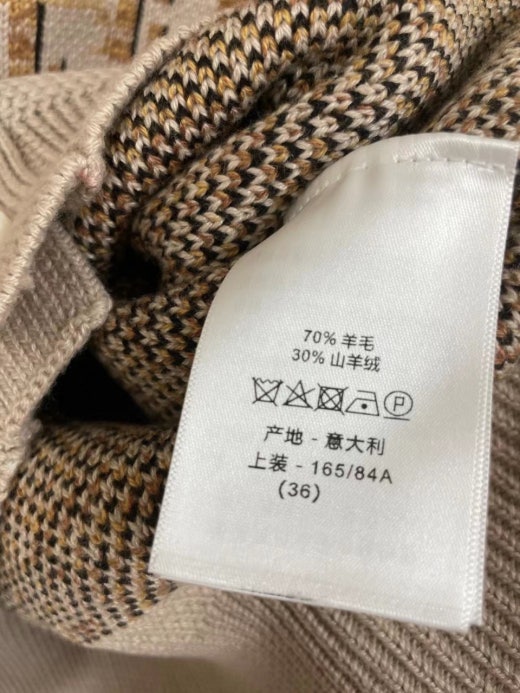 70% 羊毛
30% 山羊绒
P
产地 - 意大利
上装 - 165/84A
(36)